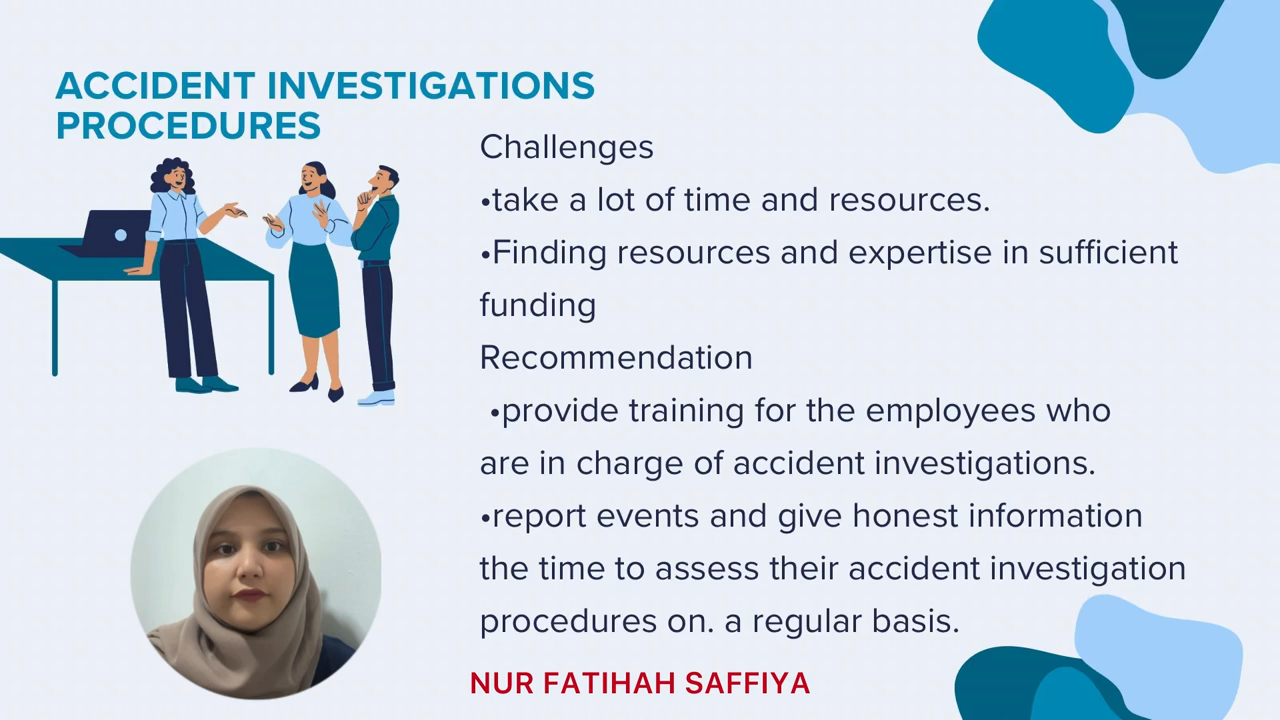 ACCIDENT INVESTIGATIONS
PROCEDURES
Challenges
•take a lot of time and resources.
•Finding resources and expertise in sufficient
funding
Recommendation
•provide training for the employees who
are in charge of accident investigations.
•report events and give honest information
the time to assess their accident investigation
procedures on. a regular basis.
NUR FATIHAH SAFFIYA